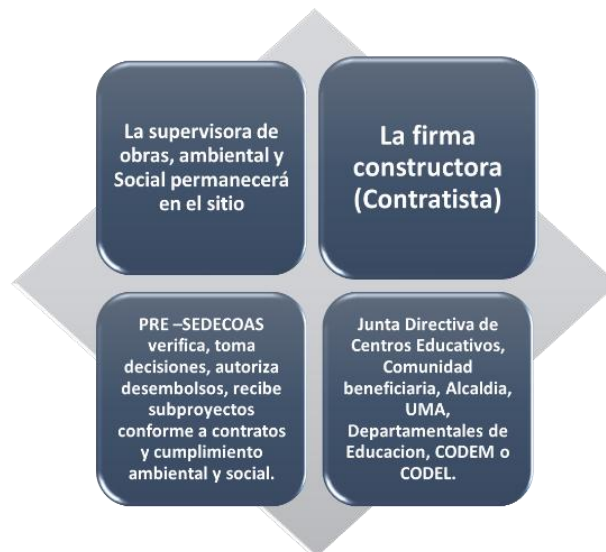 La supervisora de
obras, ambiental y
Social permanecerá
en el sitio
La firma
constructora
(Contratista)
PRE –SEDECOAS
verifica, toma
decisiones, autoriza
desembolsos, recibe
subproyectos
conforme a contratos
y cumplimiento
ambiental y social.
Junta Directiva de
Centros Educativos,
Comunidad
beneficiaria, Alcaldia,
UMA,
Departamentales de
Educacion, CODEM o
CODEL.